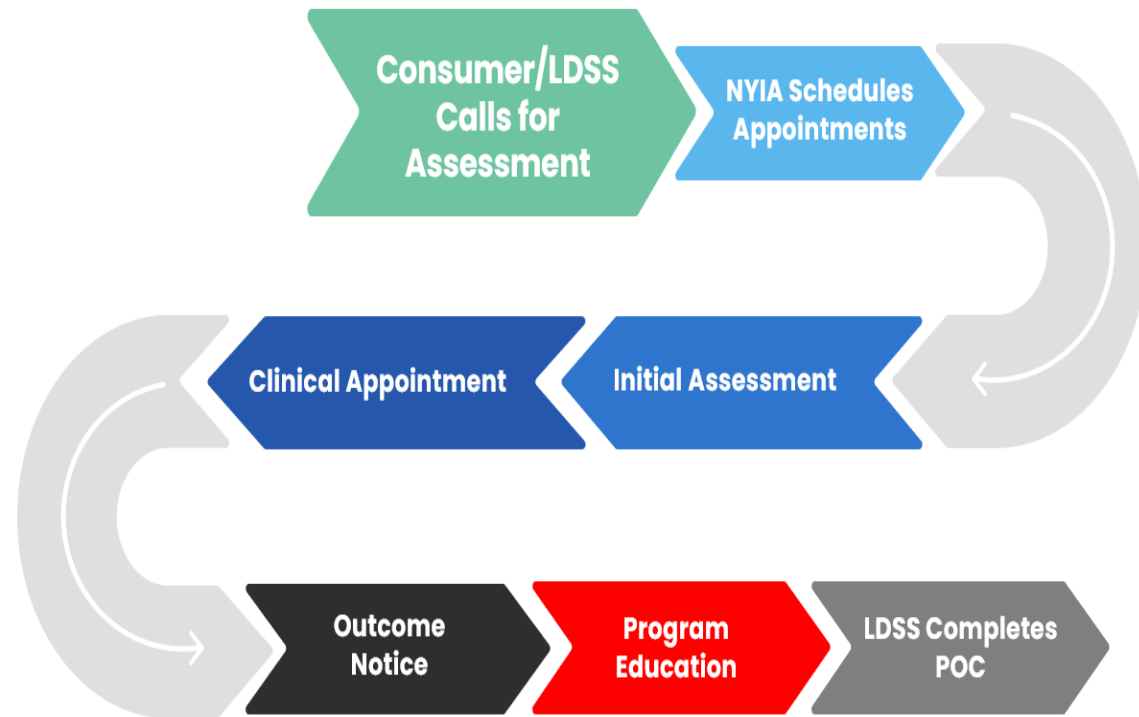 Consumer/LDSS
Calls for
Assessment
NYIA Schedules
Appointments
Initial Assessment
Clinical Appointment
Outcome
Notice
Program
Education
LDSS Completes
POC